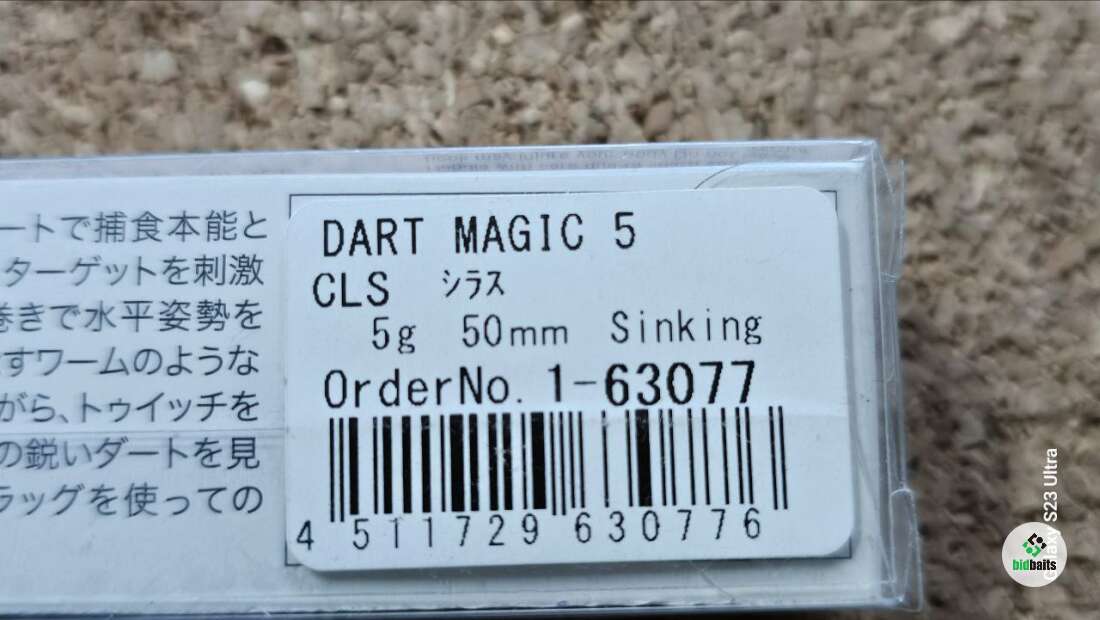 ートで捕食本能と
ターゲットを刺激
巻きで水平姿勢を
すワームのような
がら、トゥイッチを
の鋭いダートを見
ラッグを使っての
DART MAGIC 5
CLS シラス
5g 50mm Sinking
OrderNo. 1-63077
4 511729 630776
Galaxy S23 Ultra
bidbaits